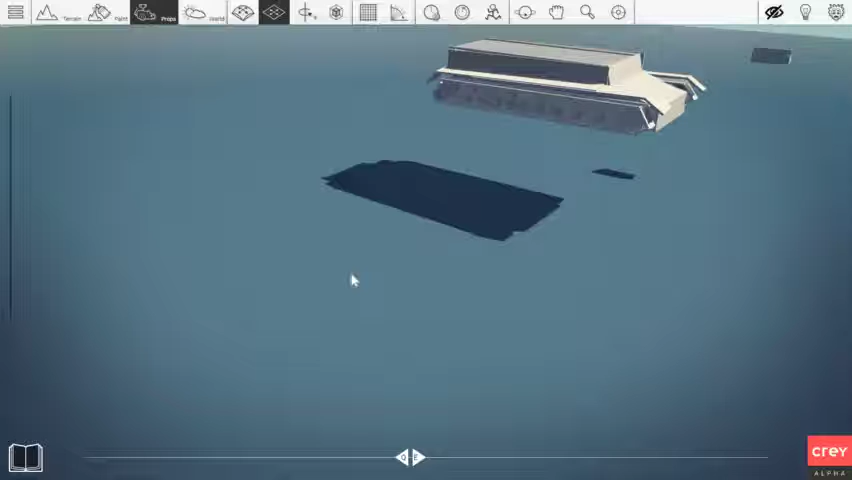 Terrain
Paint
Props
World
Q E
crey
ALPHA